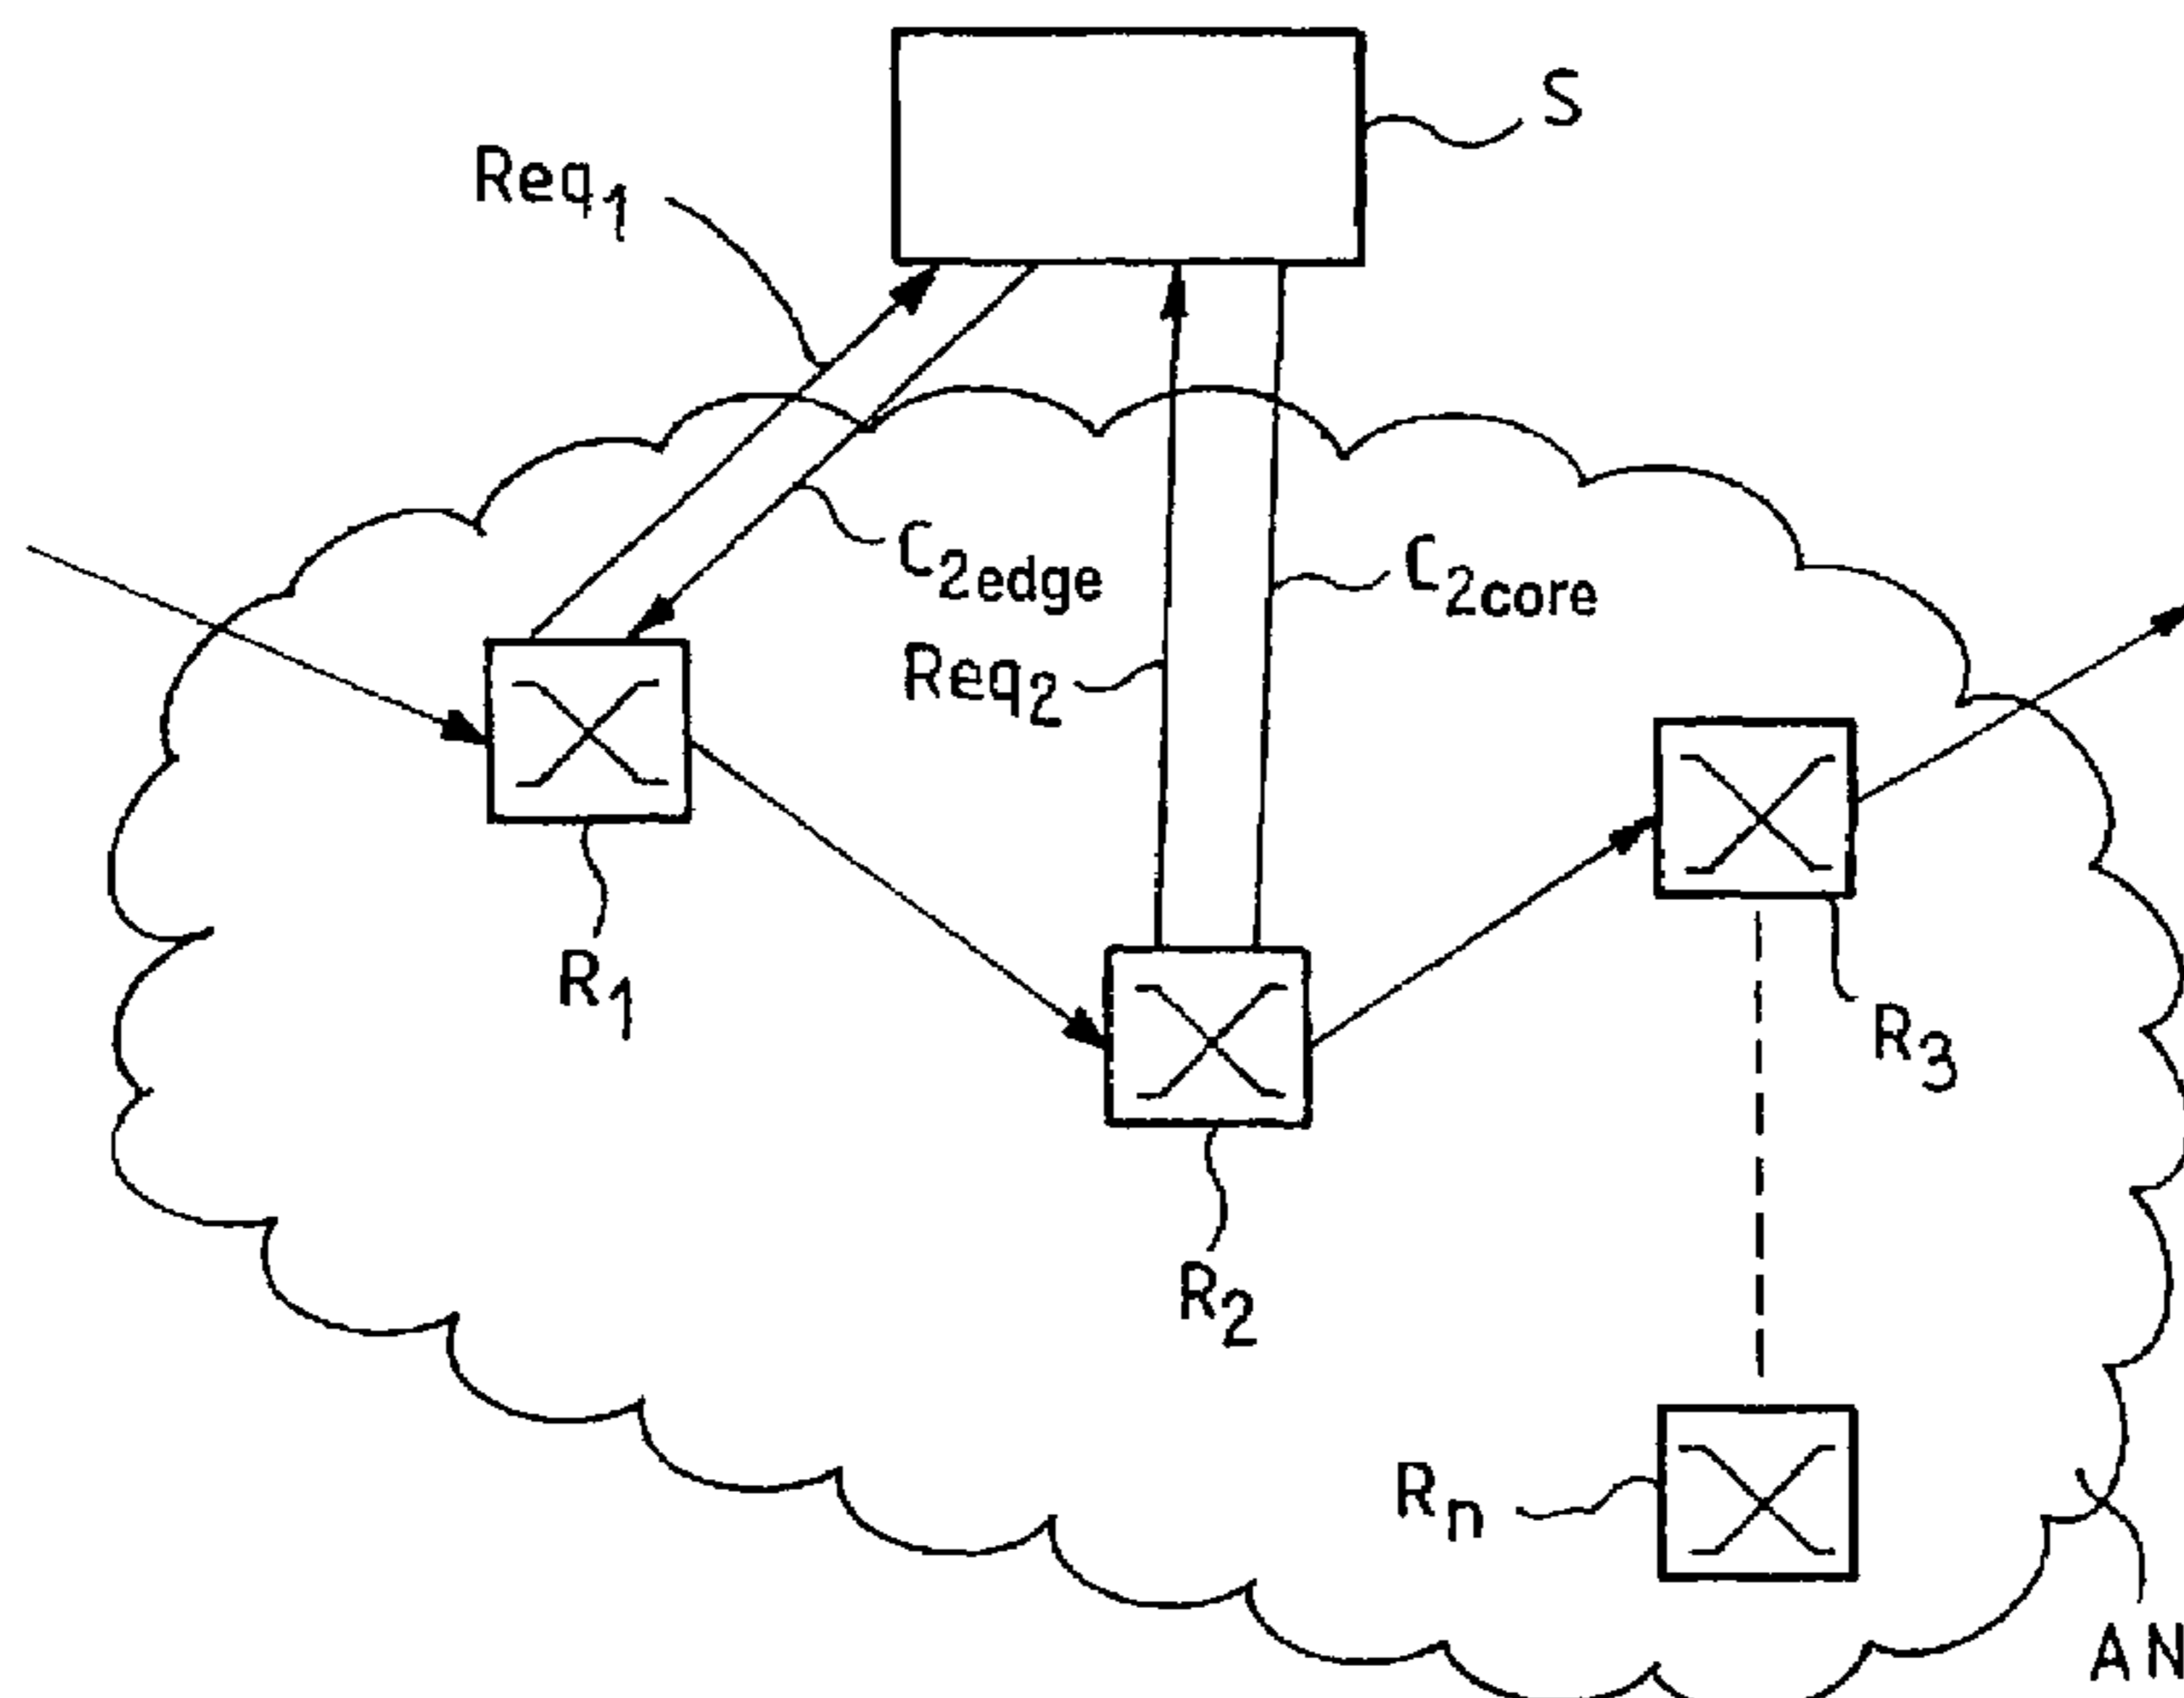 S
Req1
C2edge
C2core
Req2
R1
R3
R2
Rn
AN